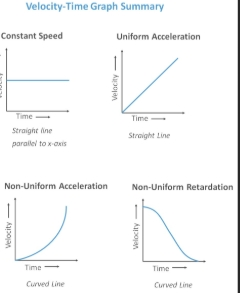 Velocity-Time Graph Summary
Constant Speed
Uniform Acceleration
Velocity
Time
Velocity
Time
Straight line
parallel to x-axis
Straight Line
Non-Uniform Acceleration
Non-Uniform Retardation
Velocity
Time
Velocity
Time
Curved Line
Curved Line